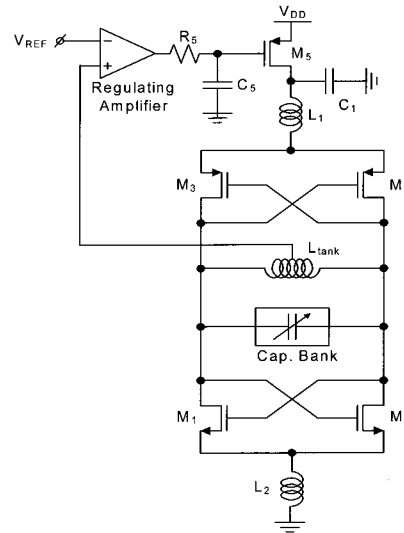 V_DD
V_REF
−
+
R_5
M_5
Regulating
Amplifier
C_5
C_1
L_1
M_3
M
L_tank
Cap. Bank
M_1
M
L_2